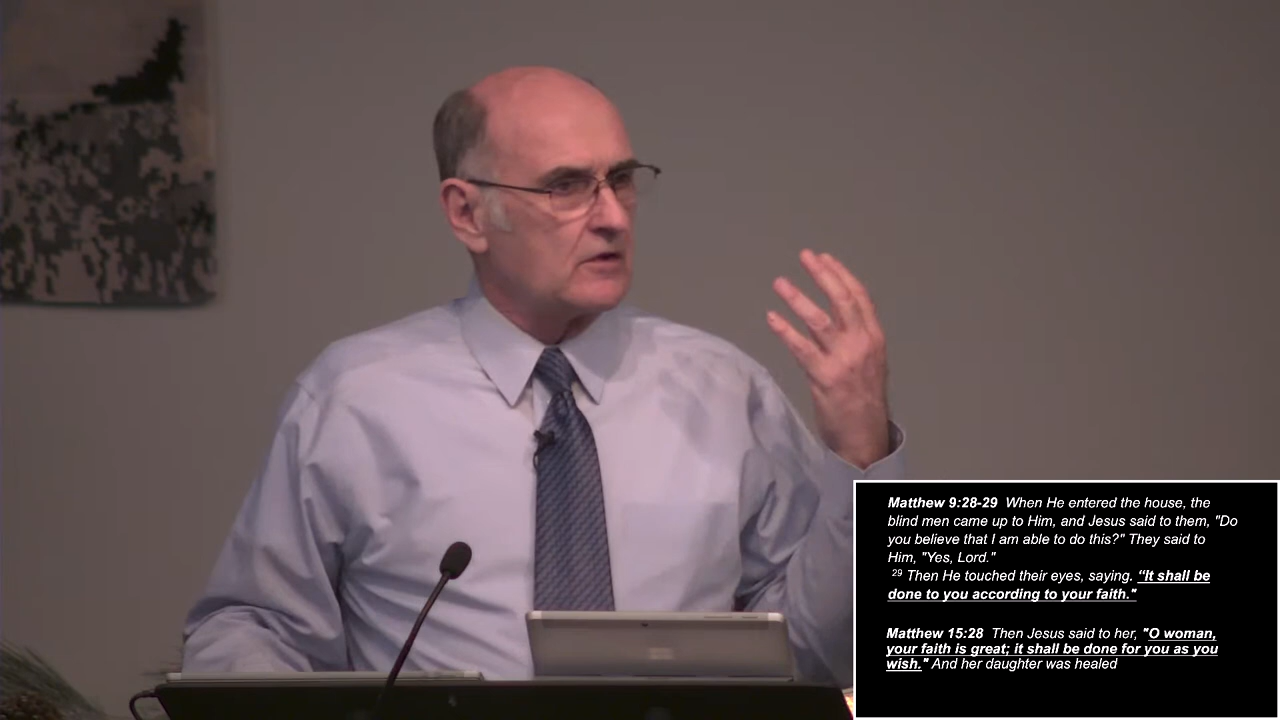 Matthew 9:28-29 When He entered the house, the
blind men came up to Him, and Jesus said to them, "Do
you believe that I am able to do this?" They said to
Him, "Yes, Lord."
29 Then He touched their eyes, saying. “It shall be
done to you according to your faith."
Matthew 15:28 Then Jesus said to her, "O woman,
your faith is great; it shall be done for you as you
wish." And her daughter was healed